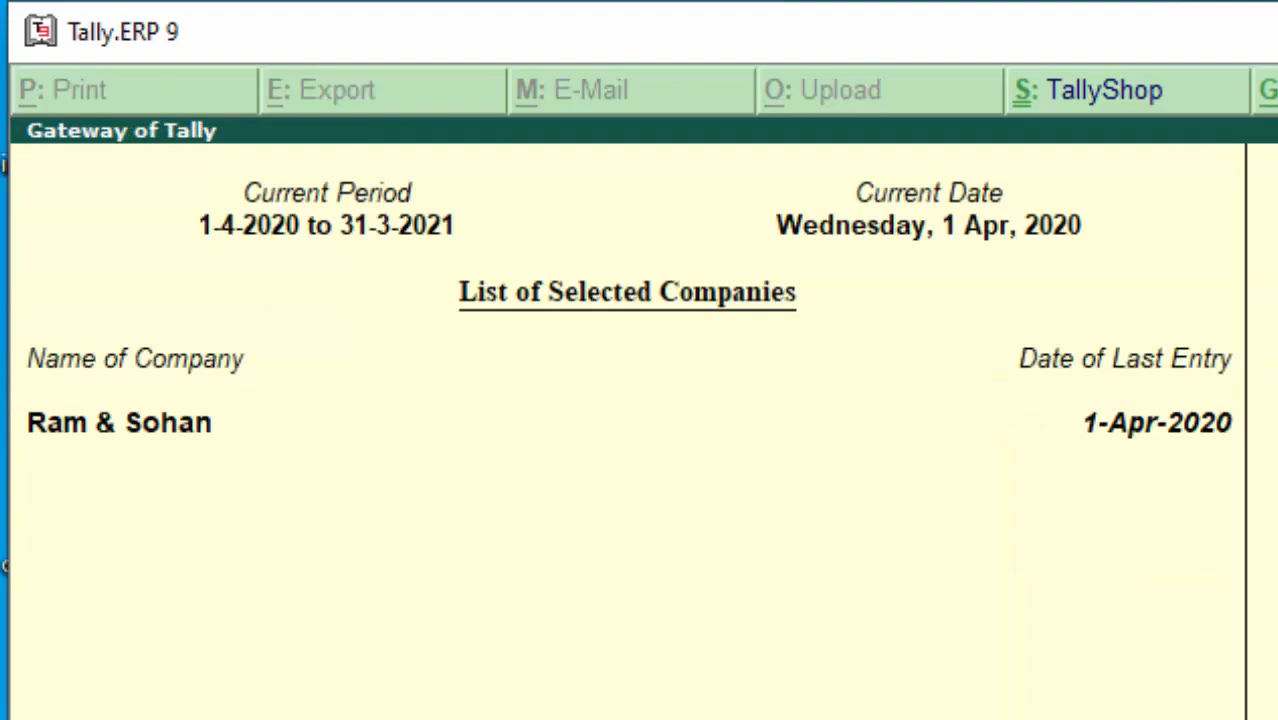 Tally.ERP 9
P: Print E: Export M: E-Mail O: Upload S: TallyShop G
Gateway of Tally
Current Period Current Date
1-4-2020 to 31-3-2021 Wednesday, 1 Apr, 2020
List of Selected Companies
Name of Company Date of Last Entry
Ram & Sohan 1-Apr-2020